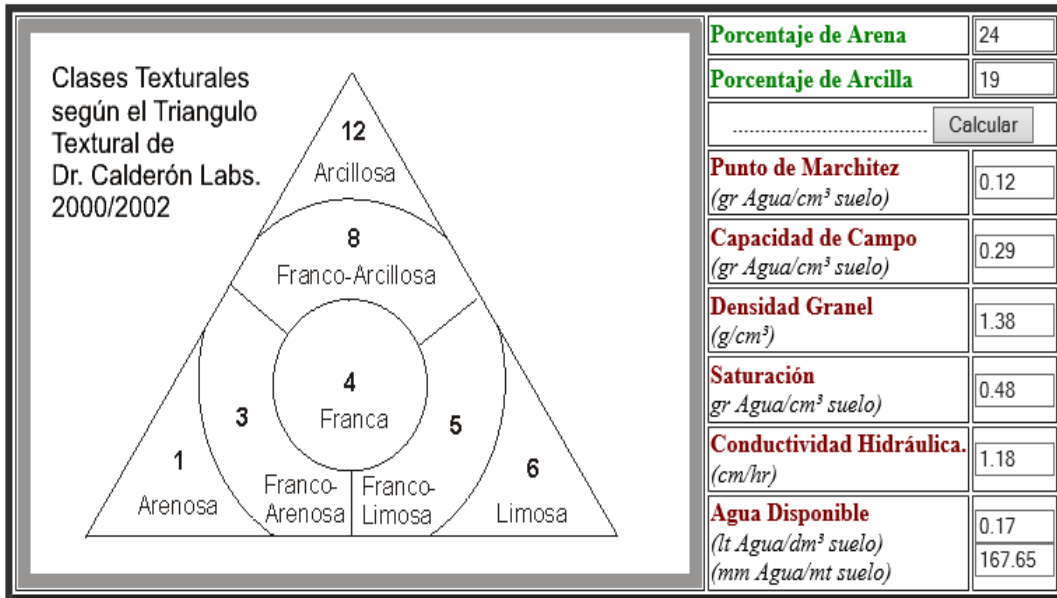 Clases Texturales
según el Triangulo
Textural de
Dr. Calderón Labs.
2000/2002
12
Arcillosa
8
Franco-Arcillosa
4
Franca
3
Franco-
Arenosa
5
Franco-
Limosa
1
Arenosa
6
Limosa
Porcentaje de Arena 24
Porcentaje de Arcilla 19
.................................... Calcular
Punto de Marchitez
(gr Agua/cm³ suelo)
0.12
Capacidad de Campo
(gr Agua/cm³ suelo)
0.29
Densidad Granel
(g/cm³)
1.38
Saturación
gr Agua/cm³ suelo)
0.48
Conductividad Hidráulica.
(cm/hr)
1.18
Agua Disponible
(lt Agua/dm³ suelo)
(mm Agua/mt suelo)
0.17
167.65